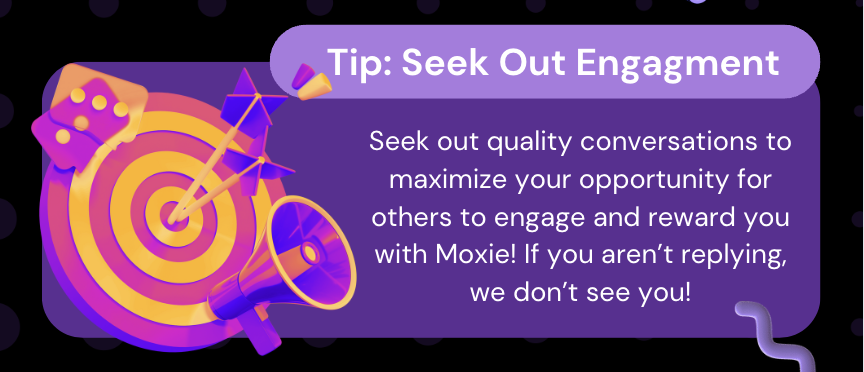 Tip: Seek Out Engagment
Seek out quality conversations to
maximize your opportunity for
others to engage and reward you
with Moxie! If you aren’t replying,
we don’t see you!